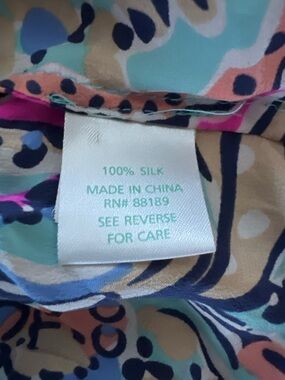 100% SILK
MADE IN CHINA
RN# 88189
SEE REVERSE
FOR CARE